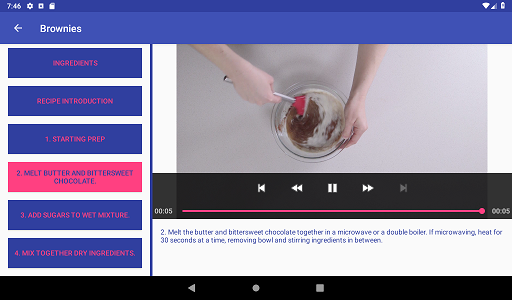 7:46
Brownies
INGREDIENTS
RECIPE INTRODUCTION
1. STARTING PREP
2. MELT BUTTER AND BITTERSWEET
CHOCOLATE.
3. ADD SUGARS TO WET MIXTURE.
4. MIX TOGETHER DRY INGREDIENTS.
00:05
00:05
2. Melt the butter and bittersweet chocolate together in a microwave or a double boiler. If microwaving, heat for
30 seconds at a time, removing bowl and stirring ingredients in between.